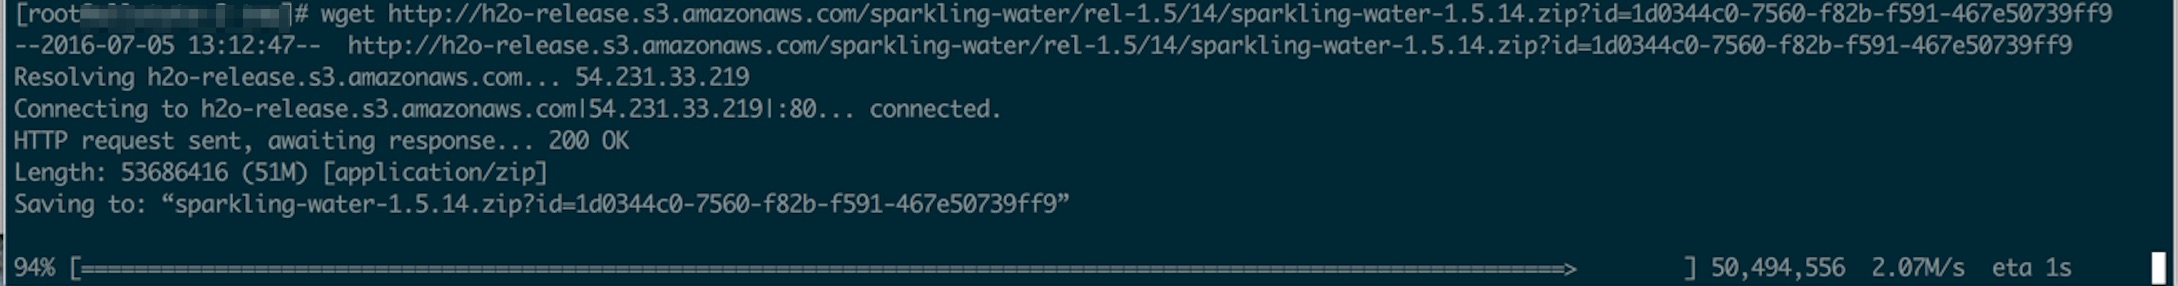 [root ]# wget http://h2o-release.s3.amazonaws.com/sparkling-water/rel-1.5/14/sparkling-water-1.5.14.zip?id=1d0344c0-7560-f82b-f591-467e50739ff9
--2016-07-05 13:12:47--  http://h2o-release.s3.amazonaws.com/sparkling-water/rel-1.5/14/sparkling-water-1.5.14.zip?id=1d0344c0-7560-f82b-f591-467e50739ff9
Resolving h2o-release.s3.amazonaws.com... 54.231.33.219
Connecting to h2o-release.s3.amazonaws.com|54.231.33.219|:80... connected.
HTTP request sent, awaiting response... 200 OK
Length: 53686416 (51M) [application/zip]
Saving to: “sparkling-water-1.5.14.zip?id=1d0344c0-7560-f82b-f591-467e50739ff9”
94% [===============================================================================================================>        ] 50,494,556  2.07M/s  eta 1s